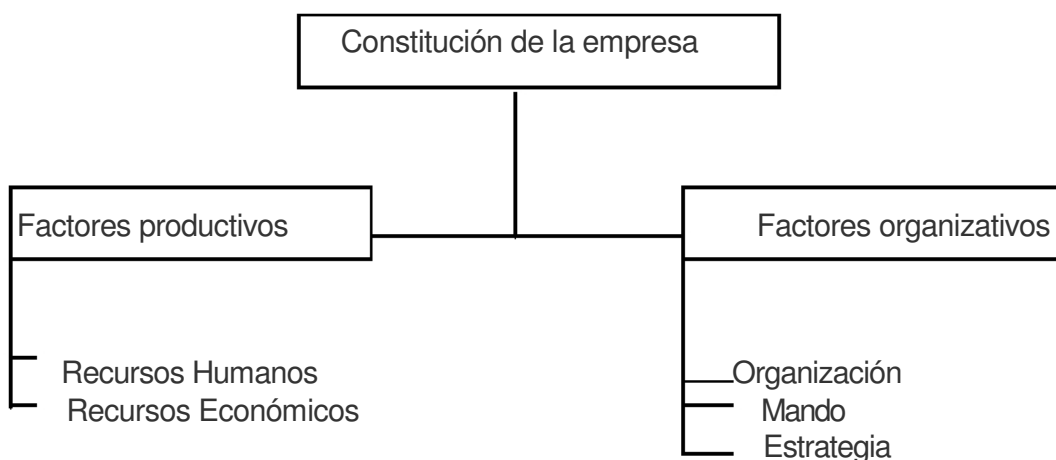 Constitución de la empresa
Factores productivos
Factores organizativos
Recursos Humanos
Recursos Económicos
Organización
Mando
Estrategia